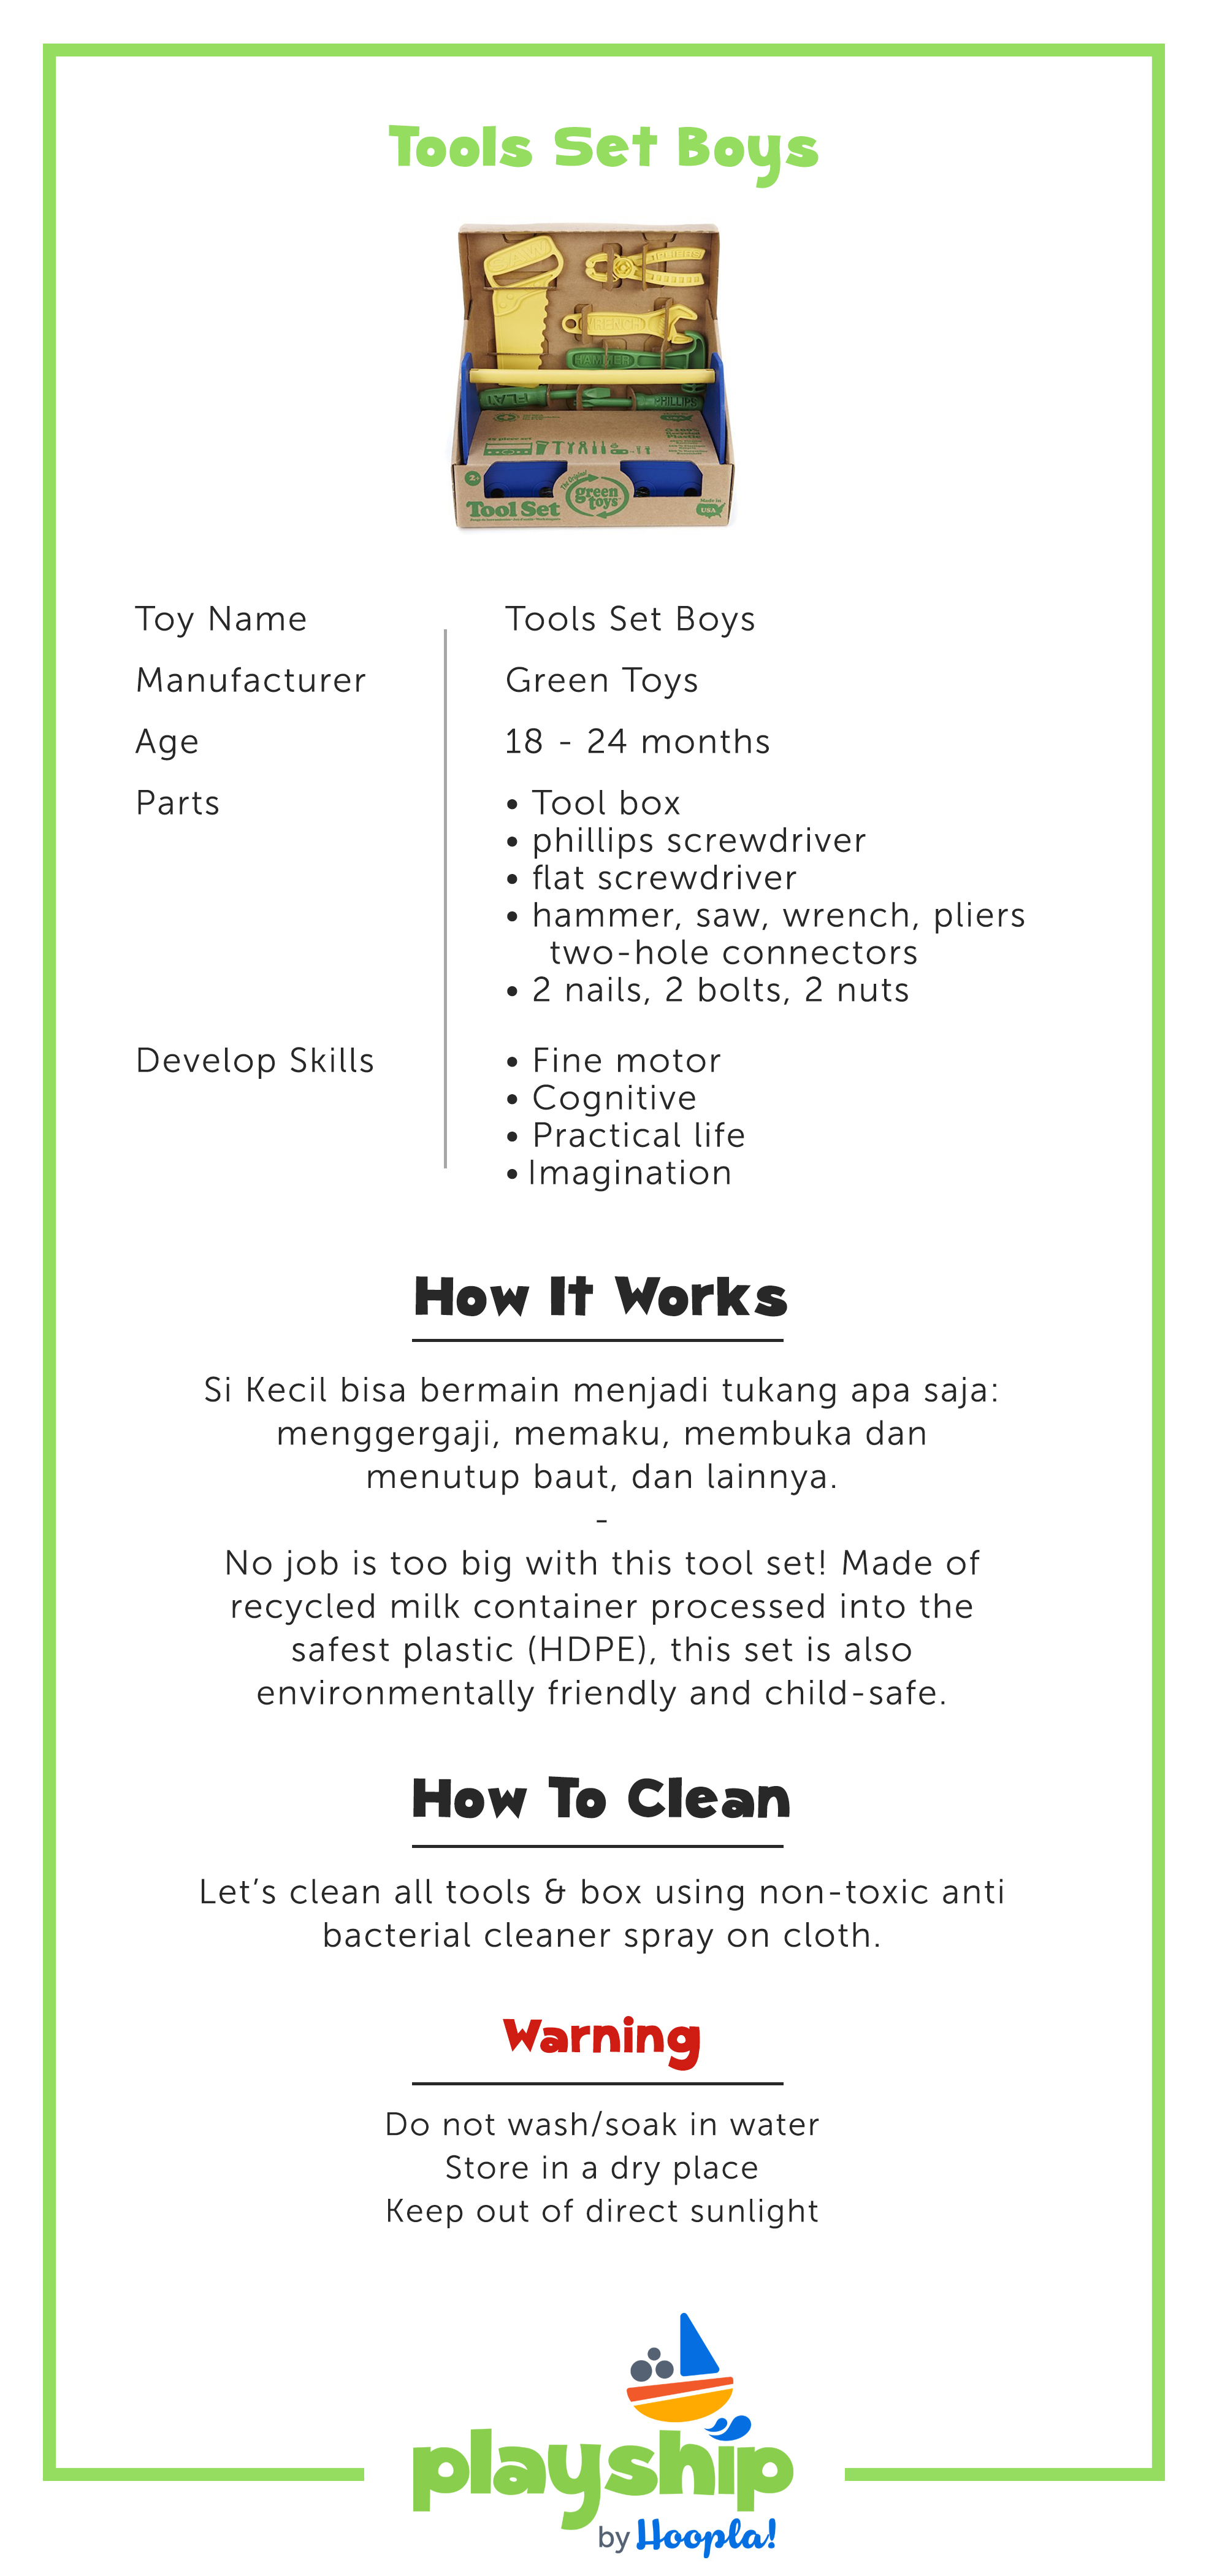 Tools Set Boys
SAW
WRENCH
HAMMER
FLAT
PHILLIPS
2+
The Original
green
toys
Tool Set
Made in
USA
Toy Name
Tools Set Boys
Manufacturer
Green Toys
Age
18 - 24 months
Parts
• Tool box
• phillips screwdriver
• flat screwdriver
• hammer, saw, wrench, pliers
two-hole connectors
• 2 nails, 2 bolts, 2 nuts
Develop Skills
• Fine motor
• Cognitive
• Practical life
• Imagination
How It Works
Si Kecil bisa bermain menjadi tukang apa saja:
menggergaji, memaku, membuka dan
menutup baut, dan lainnya.
-
No job is too big with this tool set! Made of
recycled milk container processed into the
safest plastic (HDPE), this set is also
environmentally friendly and child-safe.
How To Clean
Let's clean all tools & box using non-toxic anti
bacterial cleaner spray on cloth.
Warning
Do not wash/soak in water
Store in a dry place
Keep out of direct sunlight
playship
by Hoopla!